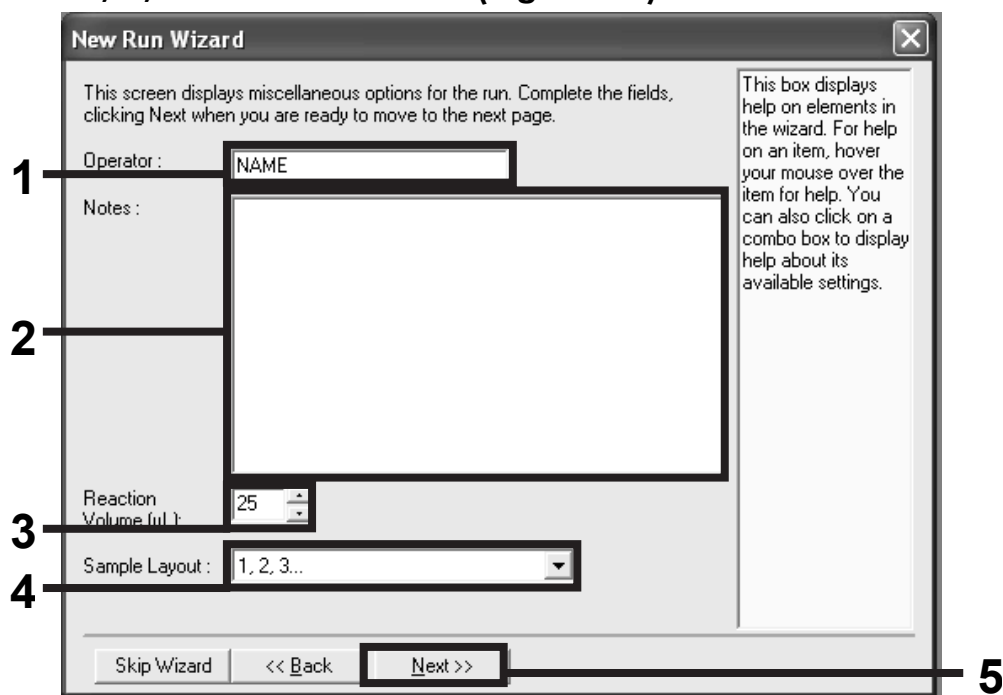 New Run Wizard
This screen displays miscellaneous options for the run. Complete the fields,
clicking Next when you are ready to move to the next page.
This box displays
help on elements in
the wizard. For help
on an item, hover
your mouse over the
item for help. You
can also click on a
combo box to display
help about its
available settings.
1
Operator :
NAME
Notes :
2
Reaction
Volume (µL):
25
3
Sample Layout :
1, 2, 3...
4
Skip Wizard
<< Back
Next >>
5